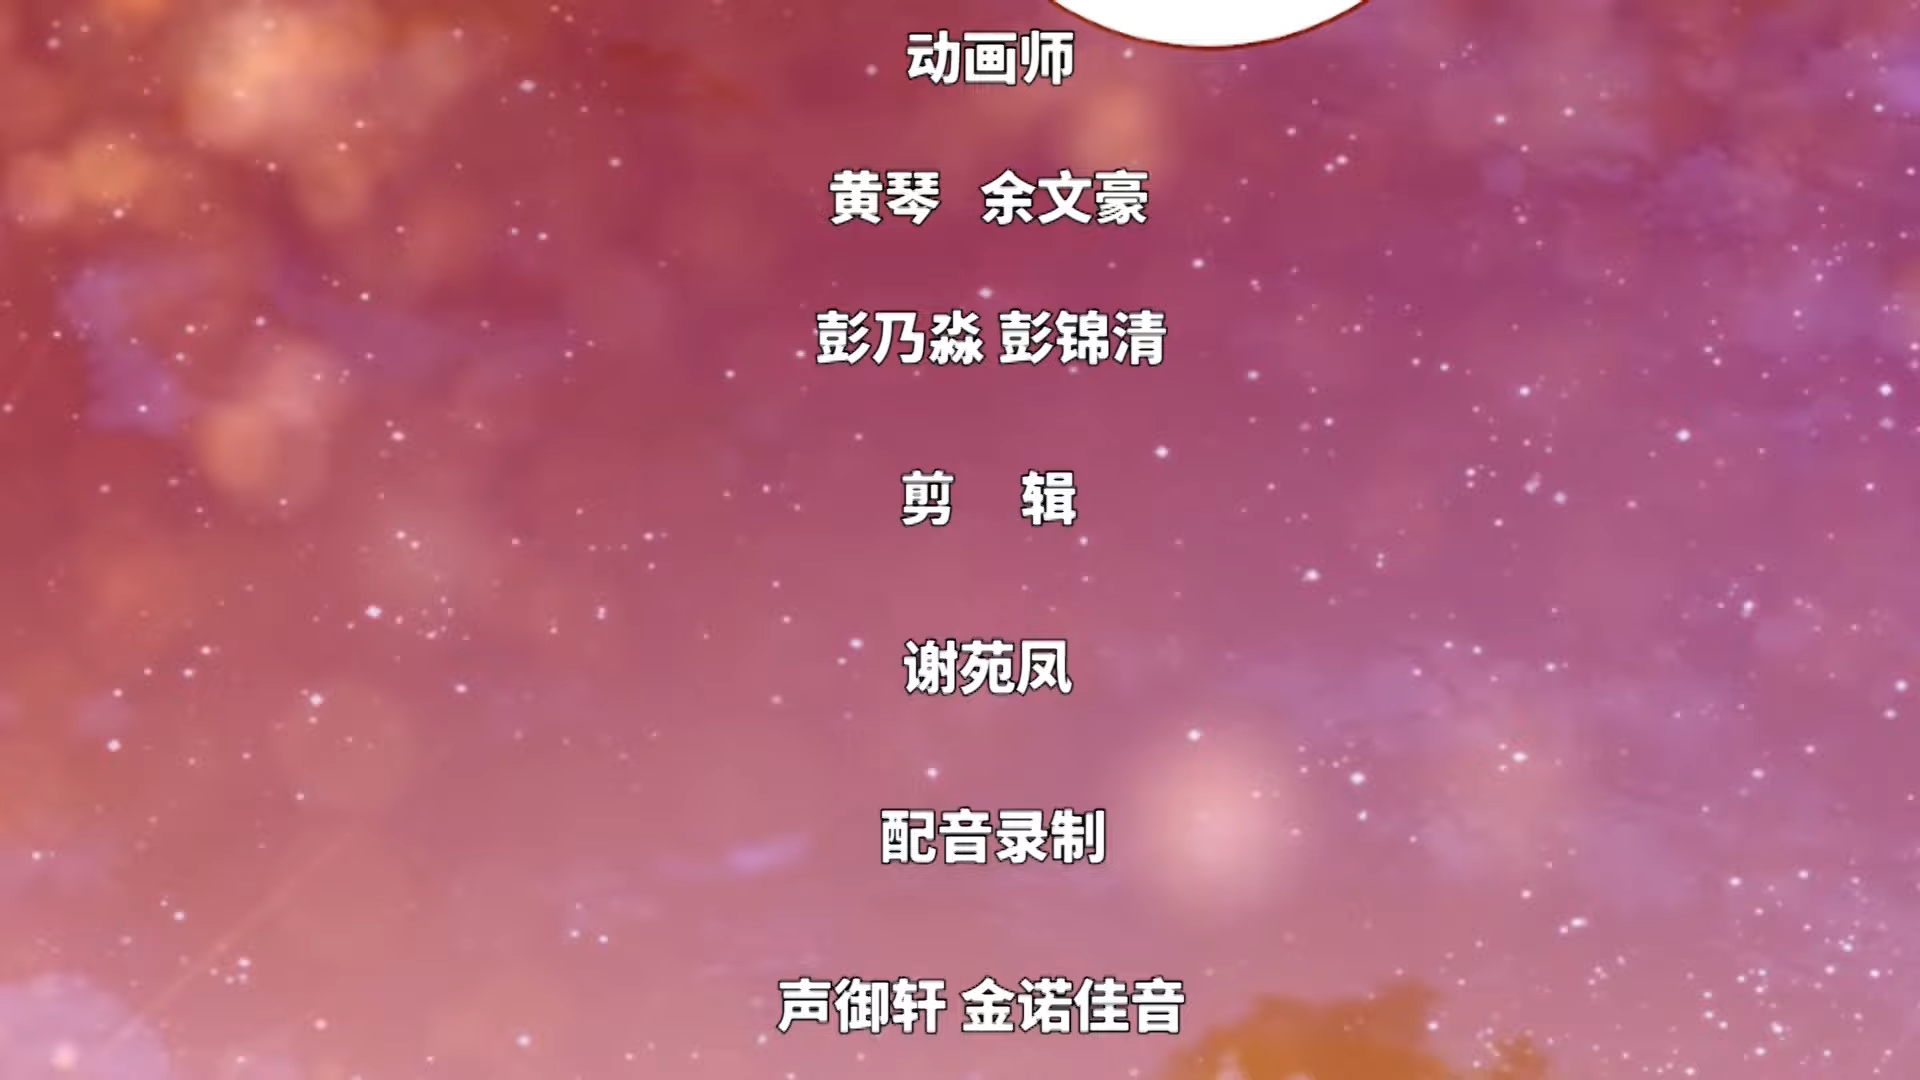 动画师
黄琴 余文豪
彭乃淼 彭锦清
剪 辑
谢苑凤
配音录制
声御轩 金诺佳音